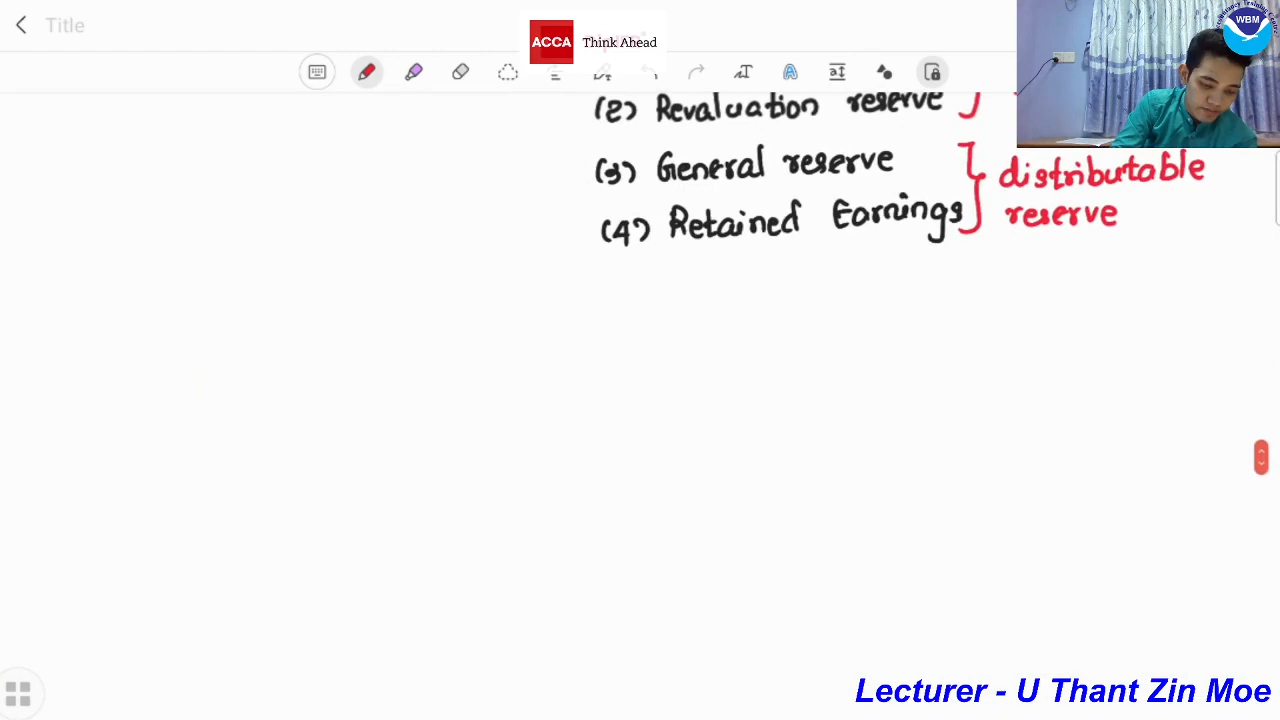 Title
ACCA Think Ahead
WBM
(2) Revaluation reserve
(3) General reserve
(4) Retained Earnings
distributable
reserve
Lecturer - U Thant Zin Moe